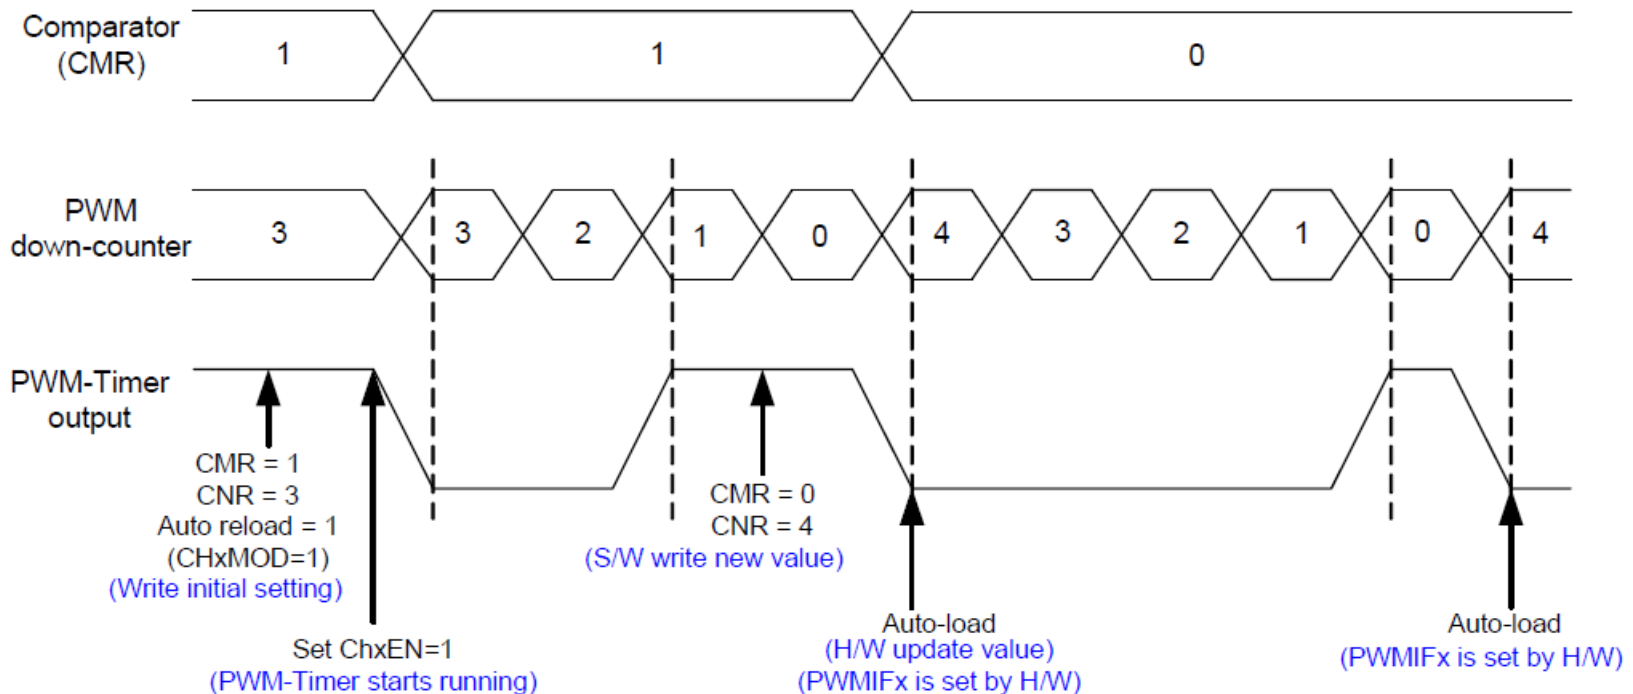 Comparator
(CMR)
1
1
0
PWM
down-counter
3
3
2
1
0
4
3
2
1
0
4
PWM-Timer
output
CMR = 1
CNR = 3
Auto reload = 1
(CHxMOD=1)
(Write initial setting)
Set ChxEN=1
(PWM-Timer starts running)
CMR = 0
CNR = 4
(S/W write new value)
Auto-load
(H/W update value)
(PWMIFx is set by H/W)
Auto-load
(PWMIFx is set by H/W)